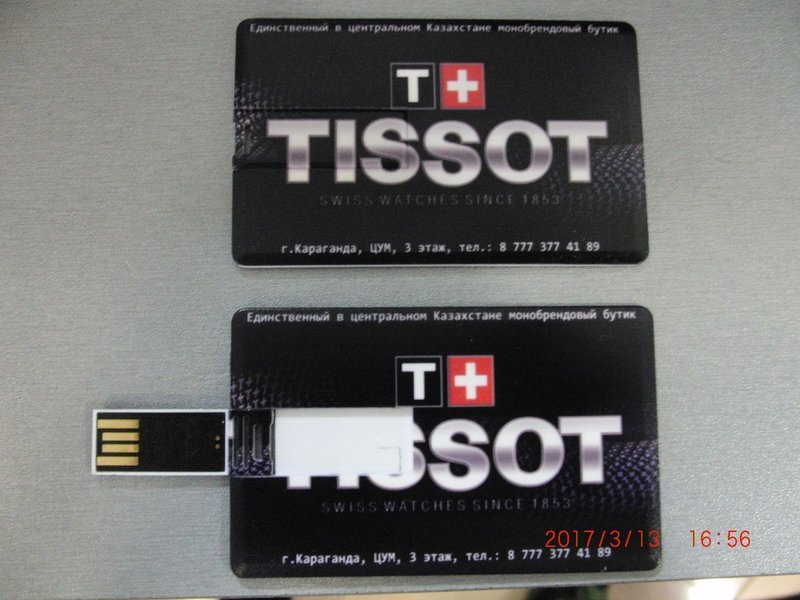 Единственный в центральном Казахстане монобрендовый бутик
T
TISSOT
SWISS WATCHES SINCE 1853
г.Караганда, ЦУМ, 3 этаж, тел.: 8 777 377 41 89
Единственный в центральном Казахстане монобрендовый бутик
T
TISSOT
SWISS WATCHES SINCE 1853
2017/3/13 16:56
г.Караганда, ЦУМ, 3 этаж, тел.: 8 777 377 41 89